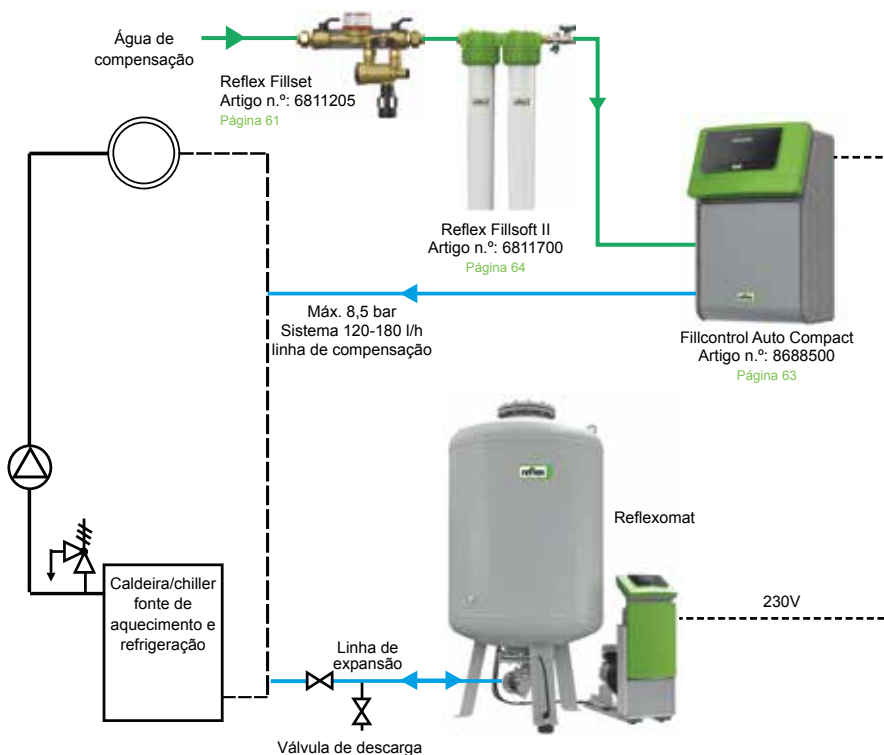 Água de
compensação
Reflex Fillset
Artigo n.º: 6811205
Página 61
Reflex Fillsoft II
Artigo n.º: 6811700
Página 64
Máx. 8,5 bar
Sistema 120-180 l/h
linha de compensação
Fillcontrol Auto Compact
Artigo n.º: 8688500
Página 63
reflex
Reflexomat
230V
Caldeira/chiller
fonte de
aquecimento e
refrigeração
Linha de
expansão
Válvula de descarga